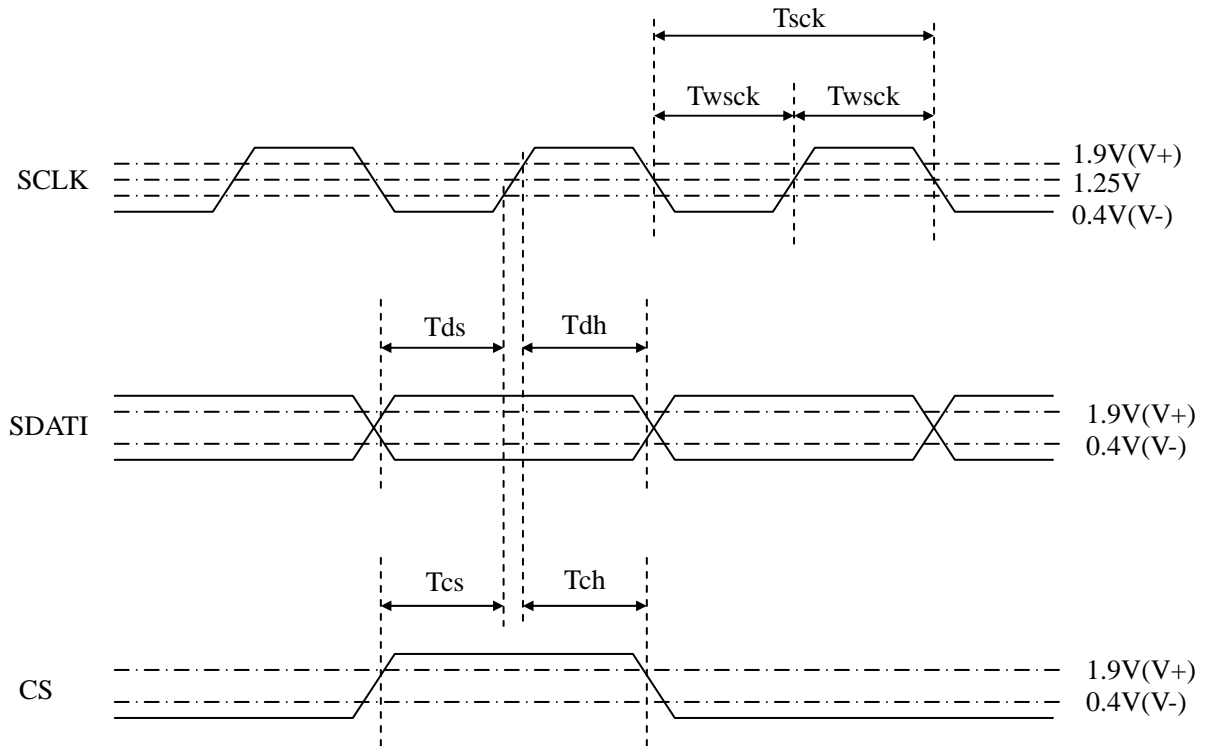 Tsck
Twsck Twsck
SCLK
1.9V(V+)
1.25V
0.4V(V-)
Tds Tdh
SDATI
1.9V(V+)
0.4V(V-)
Tcs Tch
CS
1.9V(V+)
0.4V(V-)